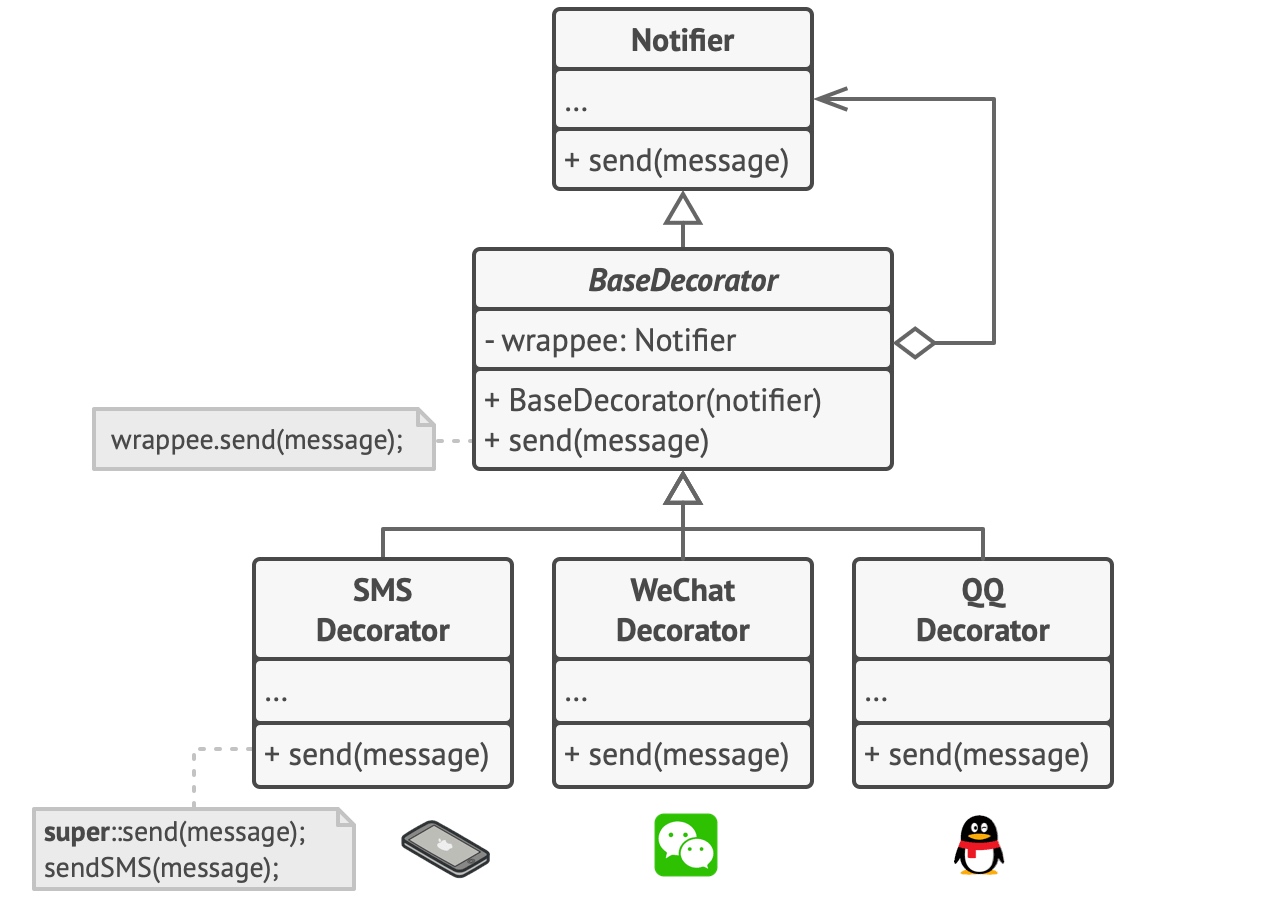 Notifier
...
+ send(message)
BaseDecorator
- wrappee: Notifier
+ BaseDecorator(notifier)
+ send(message)
wrappee.send(message);
SMS
Decorator
...
+ send(message)
WeChat
Decorator
...
+ send(message)
QQ
Decorator
...
+ send(message)
super::send(message);
sendSMS(message);